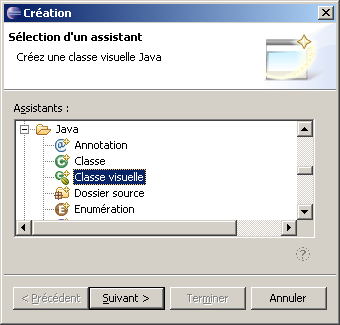 Création
Sélection d'un assistant
Créez une classe visuelle Java
Assistants :
Java
Annotation
Classe
Classe visuelle
Dossier source
Enumération
< Précédent
Suivant >
Terminer
Annuler